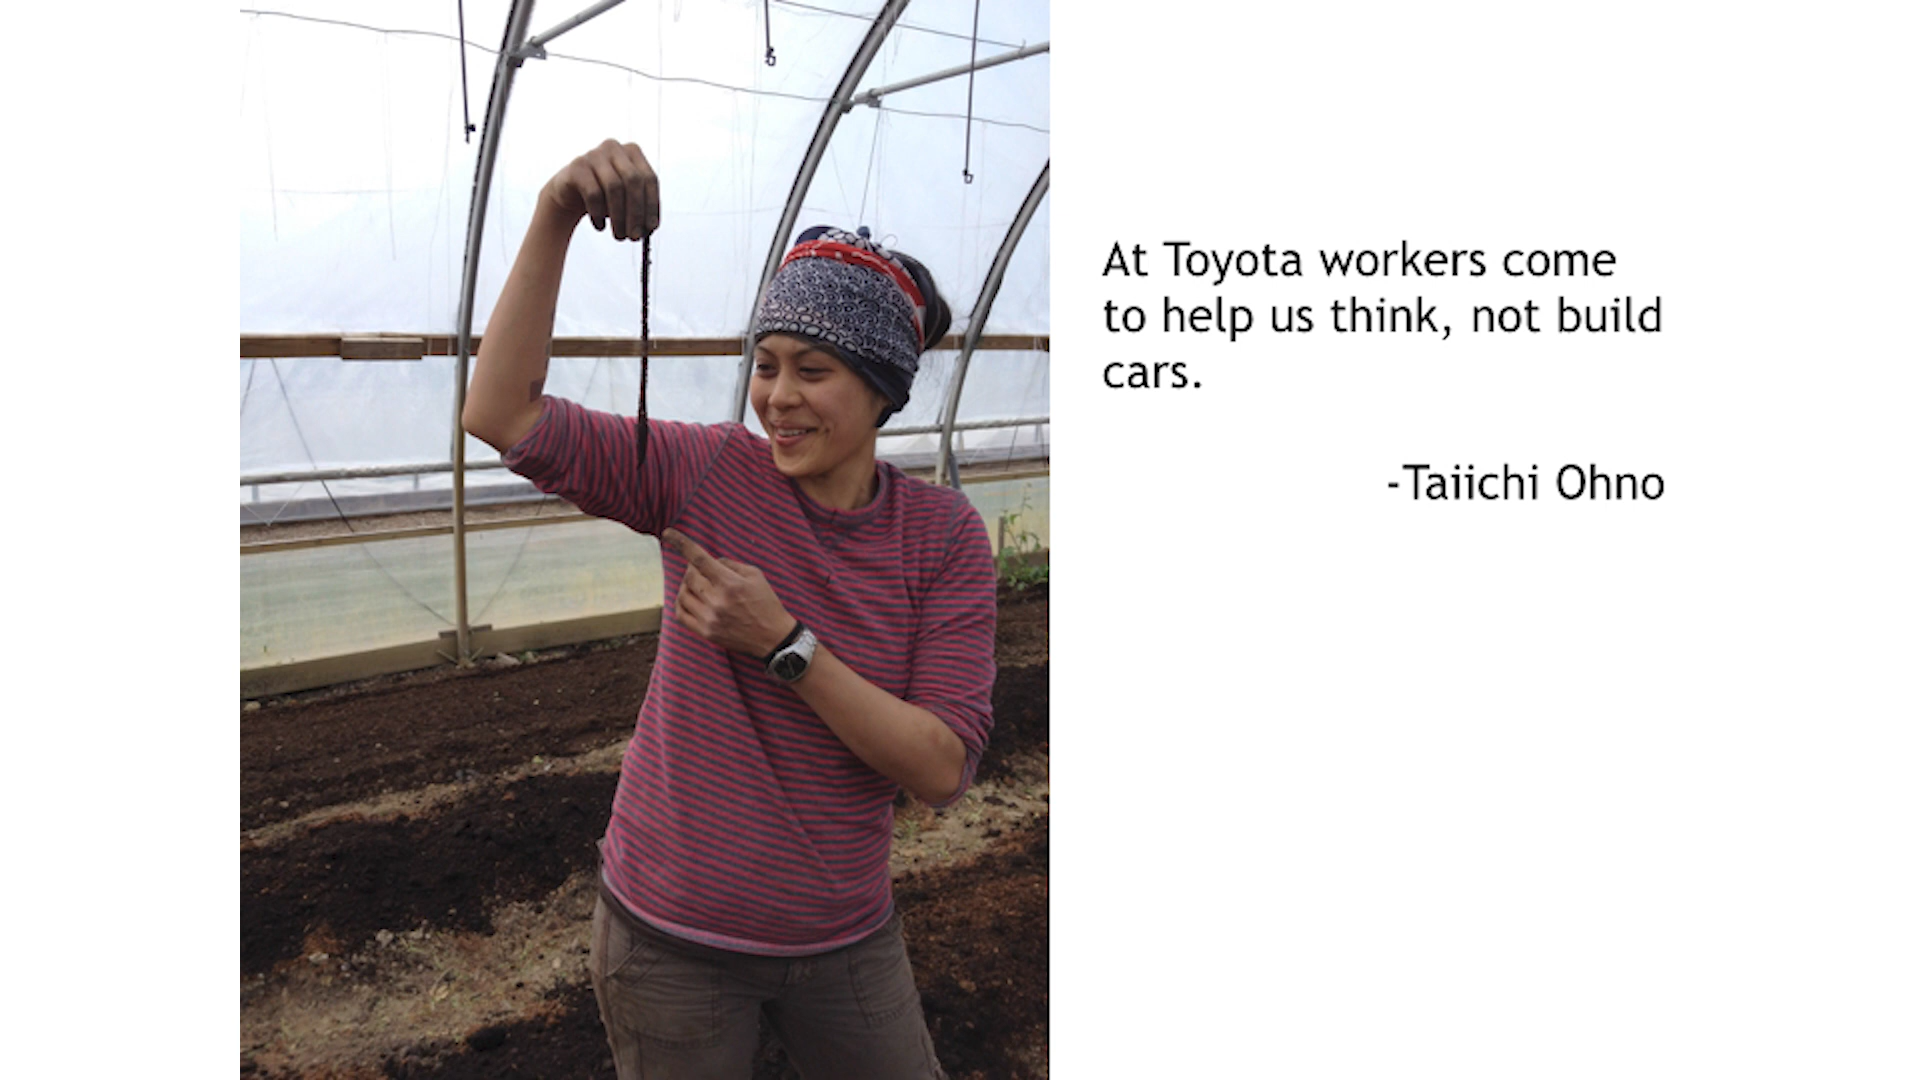 At Toyota workers come
to help us think, not build
cars.
-Taiichi Ohno